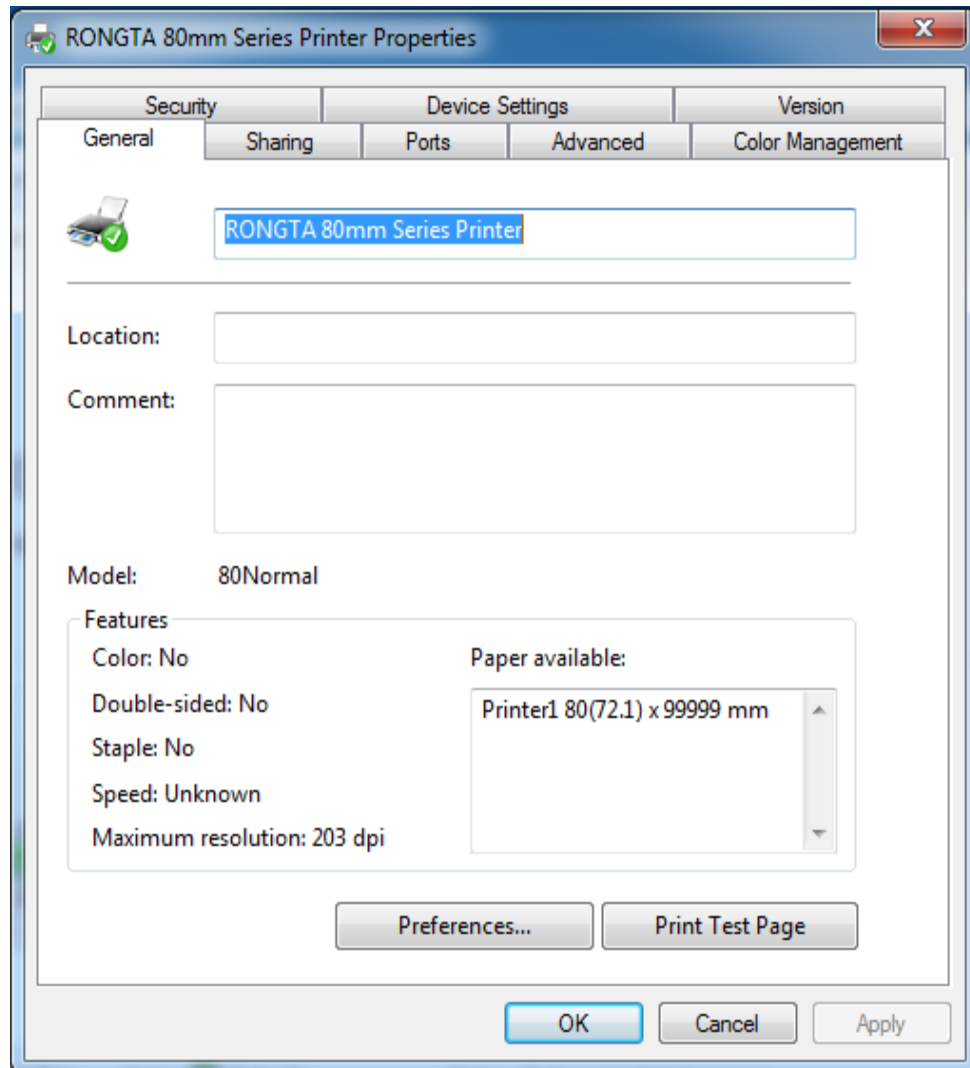 RONGTA 80mm Series Printer Properties
Security Device Settings Version
General Sharing Ports Advanced Color Management
RONGTA 80mm Series Printer
Location:
Comment:
Model: 80Normal
Features
Color: No Paper available:
Double-sided: No Printer1 80(72.1) x 99999 mm
Staple: No
Speed: Unknown
Maximum resolution: 203 dpi
Preferences... Print Test Page
OK Cancel Apply